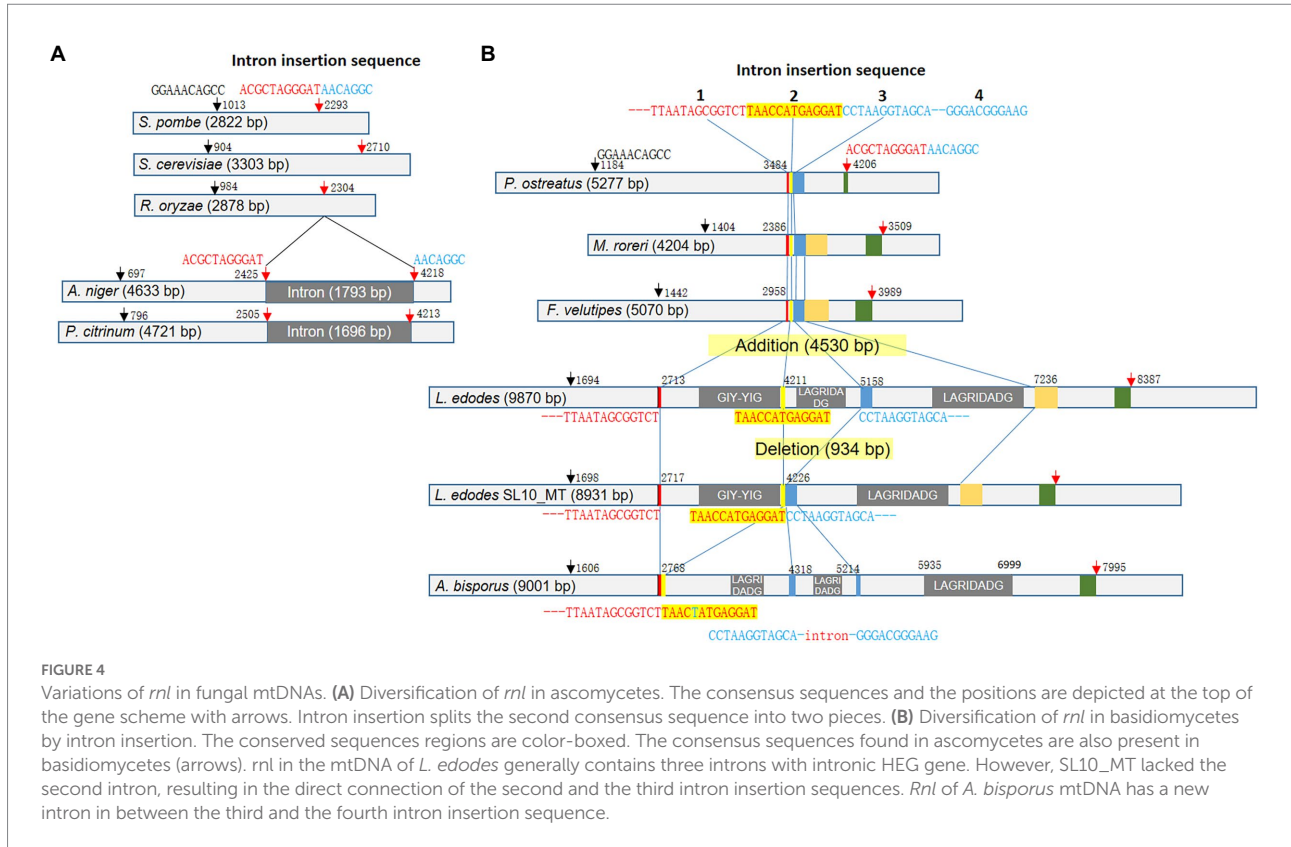 A
Intron insertion sequence
GGAAACAGCC ACGCTAGGGATAACAGGC
1013 2293
S. pombe (2822 bp)
904 2710
S. cerevisiae (3303 bp)
984 2304
R. oryzae (2878 bp)
ACGCTAGGGAT AACAGGC
697 2425 4218
A. niger (4633 bp) Intron (1793 bp)
796 2505 4213
P. citrinum (4721 bp) Intron (1696 bp)
B
Intron insertion sequence
1 2 3 4
---TTAATAGCGGTCTTAACCATGAGGATCCTAAGGTAGCA--GGGACGGGAAG
GGAAACAGCC ACGCTAGGGATAACAGGC
1184 3484 4206
P. ostreatus (5277 bp)
1404 2386 3509
M. roreri (4204 bp)
1442 2958 3989
F. velutipes (5070 bp)
Addition (4530 bp)
1694 2713 4211 5158 7236 8387
L. edodes (9870 bp) GIY-YIG LAGRIDA LAGRIDADG
DG
---TTAATAGCGGTCT TAACCATGAGGAT CCTAAGGTAGCA---
Deletion (934 bp)
1698 2717 4226
L. edodes SL10_MT (8931 bp) GIY-YIG LAGRIDADG
---TTAATAGCGGTCT TAACCATGAGGATCCTAAGGTAGCA---
1606 2768 4318 5214 5935 6999 7995
A. bisporus (9001 bp) LAGRI LAGRI LAGRIDADG
DADG DADG
---TTAATAGCGGTCTTAACTATGAGGAT
CCTAAGGTAGCA-intron-GGGACGGGAAG
FIGURE 4
Variations of rnl in fungal mtDNAs. (A) Diversification of rnl in ascomycetes. The consensus sequences and the positions are depicted at the top of
the gene scheme with arrows. Intron insertion splits the second consensus sequence into two pieces. (B) Diversification of rnl in basidiomycetes
by intron insertion. The conserved sequences regions are color-boxed. The consensus sequences found in ascomycetes are also present in
basidiomycetes (arrows). rnl in the mtDNA of L. edodes generally contains three introns with intronic HEG gene. However, SL10_MT lacked the
second intron, resulting in the direct connection of the second and the third intron insertion sequences. Rnl of A. bisporus mtDNA has a new
intron in between the third and the fourth intron insertion sequence.